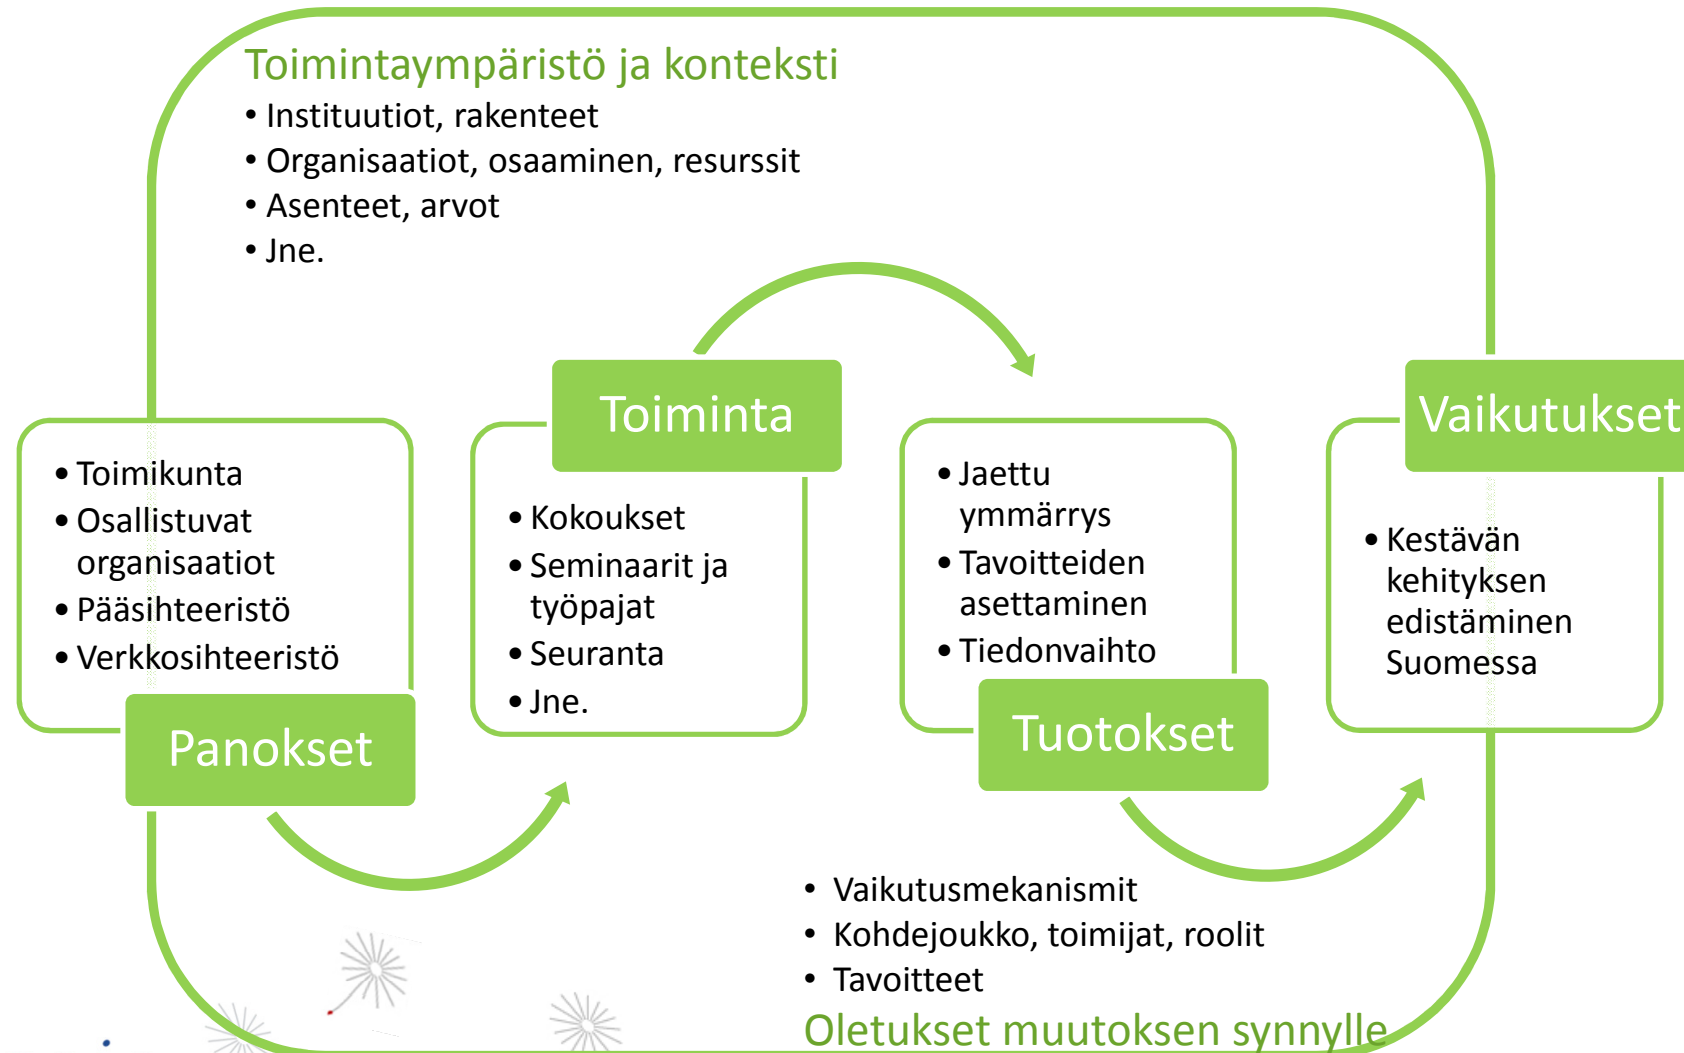 Toimintaympäristö ja konteksti
• Instituutiot, rakenteet
• Organisaatiot, osaaminen, resurssit
• Asenteet, arvot
• Jne.
• Toimikunta
• Osallistuvat
organisaatiot
• Pääsihteeristö
• Verkkosihteeristö
Panokset
Toiminta
• Kokoukset
• Seminaarit ja
työpajat
• Seuranta
• Jne.
• Jaettu
ymmärrys
• Tavoitteiden
asettaminen
• Tiedonvaihto
Tuotokset
Vaikutukset
• Kestävän
kehityksen
edistäminen
Suomessa
• Vaikutusmekanismit
• Kohdejoukko, toimijat, roolit
• Tavoitteet
Oletukset muutoksen synnylle